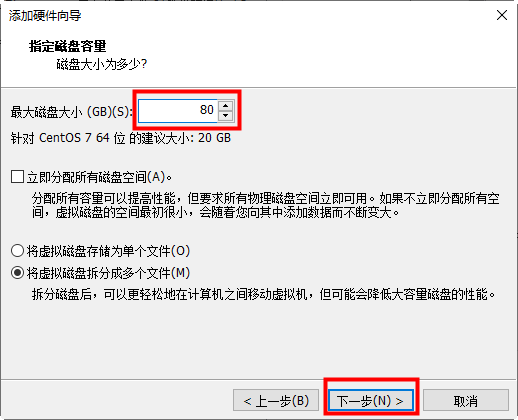 添加硬件向导
指定磁盘容量
磁盘大小为多少?
最大磁盘大小 (GB)(S): 80
针对 CentOS 7 64 位 的建议大小: 20 GB
立即分配所有磁盘空间(A)。
分配所有容量可以提高性能，但要求所有物理磁盘空间立即可用。如果不立即分配所有空
间，虚拟磁盘的空间最初很小，会随着您向其中添加数据而不断变大。
将虚拟磁盘存储为单个文件(O)
将虚拟磁盘拆分成多个文件(M)
拆分磁盘后，可以更轻松地在计算机之间移动虚拟机，但可能会降低大容量磁盘的性能。
< 上一步(B) 下一步(N) > 取消